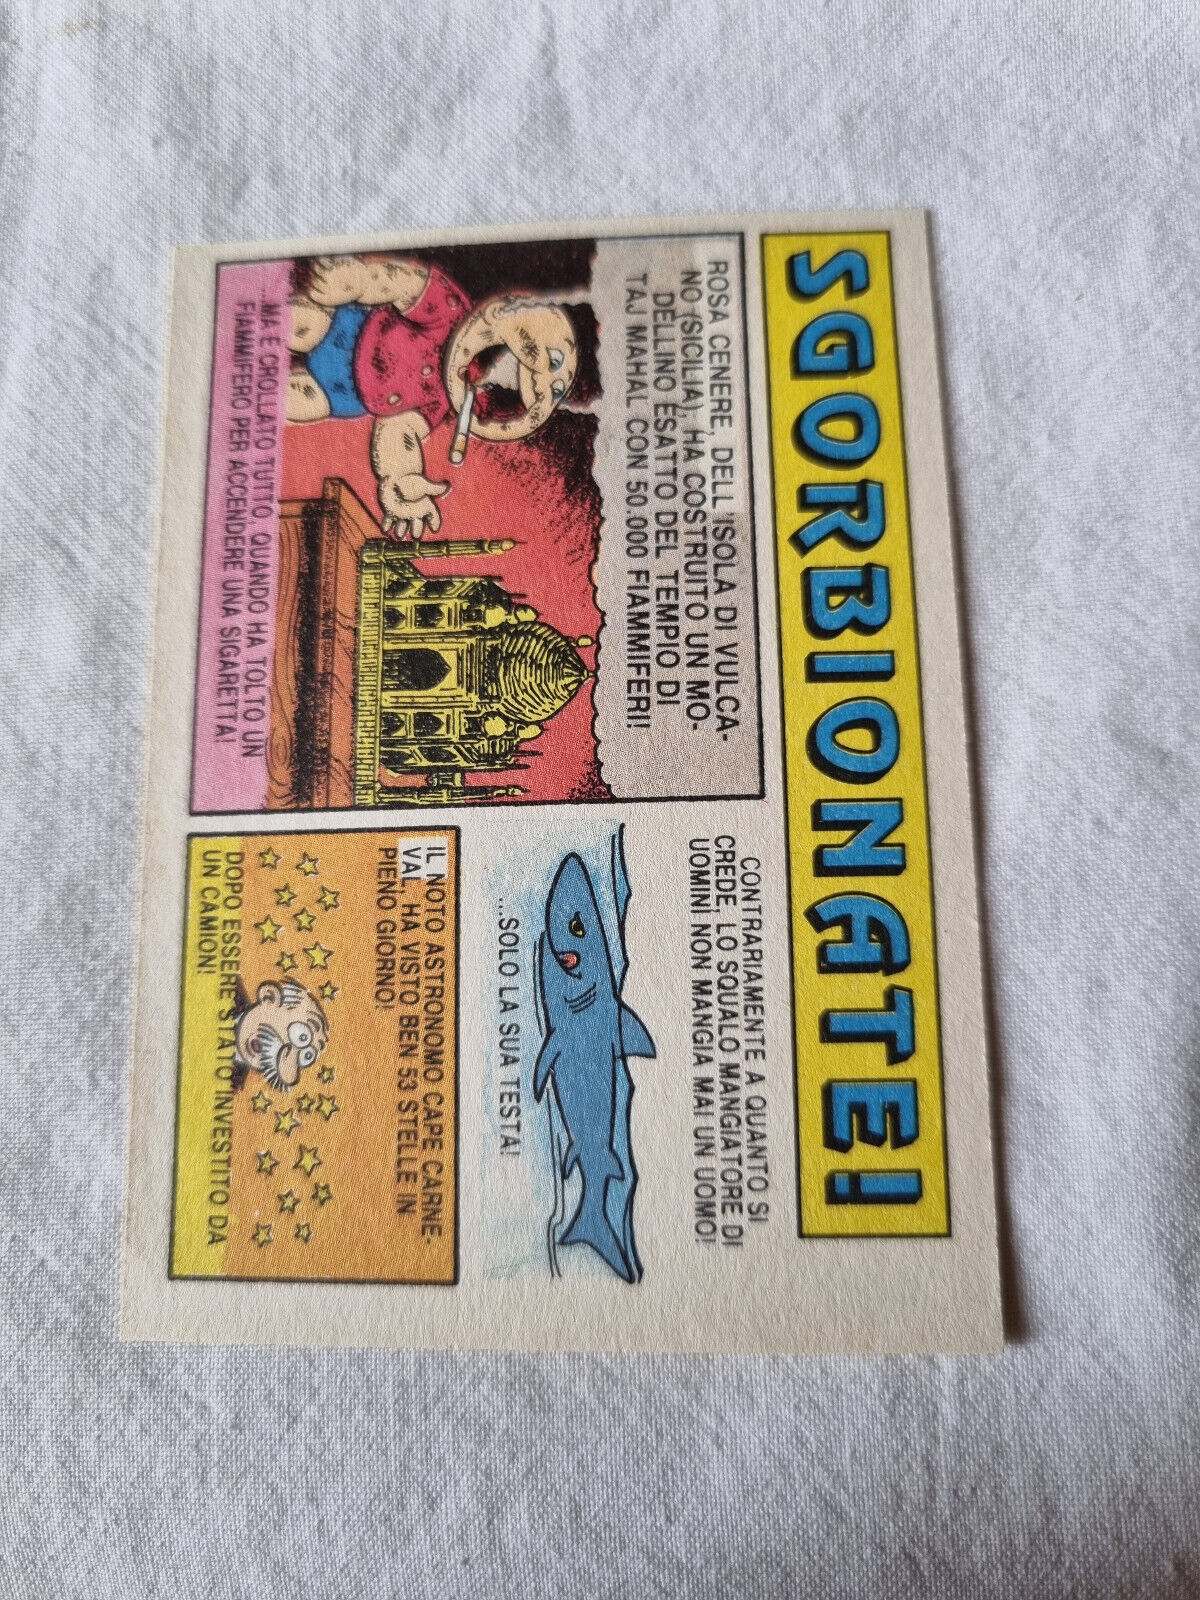 SGORBIONATE!
ROSA CENERE, DELL'ISOLA DI VULCA-
NO (SICILIA), HA COSTRUITO UN MO-
DELLINO ESATTO DEL TEMPIO DI
TAJ MAHAL CON 50.000 FIAMMIFERI!
...MA È CROLLATO TUTTO, QUANDO HA TOLTO UN
FIAMMIFERO PER ACCENDERE UNA SIGARETTA!
CONTRARIAMENTE A QUANTO SI
CREDE, LO SQUALO MANGIATORE DI
UOMINI NON MANGIA MAI UN UOMO!
...SOLO LA SUA TESTA!
IL NOTO ASTRONOMO CAPE CARNE-
VAL, HA VISTO BEN 53 STELLE IN
PIENO GIORNO!
DOPO ESSERE STATO INVESTITO DA
UN CAMION!